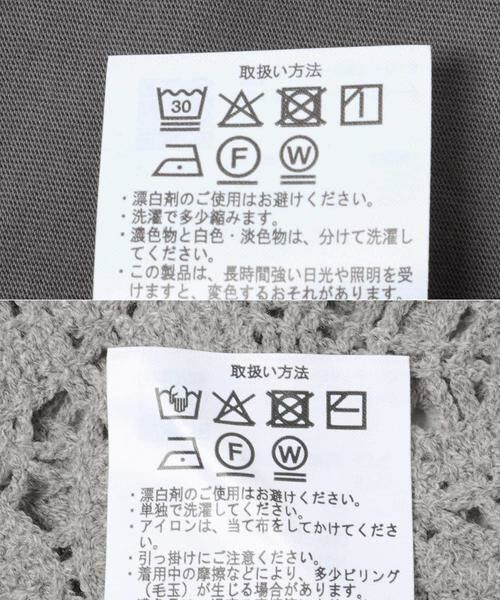 取扱い方法
30
F W
・漂白剤のご使用はお避けください。
・洗濯で多少縮みます。
・濃色物と白色・淡色物は、分けて洗濯し
てください。
・この製品は、長時間強い日光や照明を受
けますと、変色するおそれがあります。
取扱い方法
F W
・漂白剤のご使用はお避けください。
・単独で洗濯してください。
・アイロンは、当て布をしてかけてくださ
い。
・引っ掛けにご注意ください。
・着用中の摩擦などにより、多少ピリング
（毛玉）が生じる場合があります。